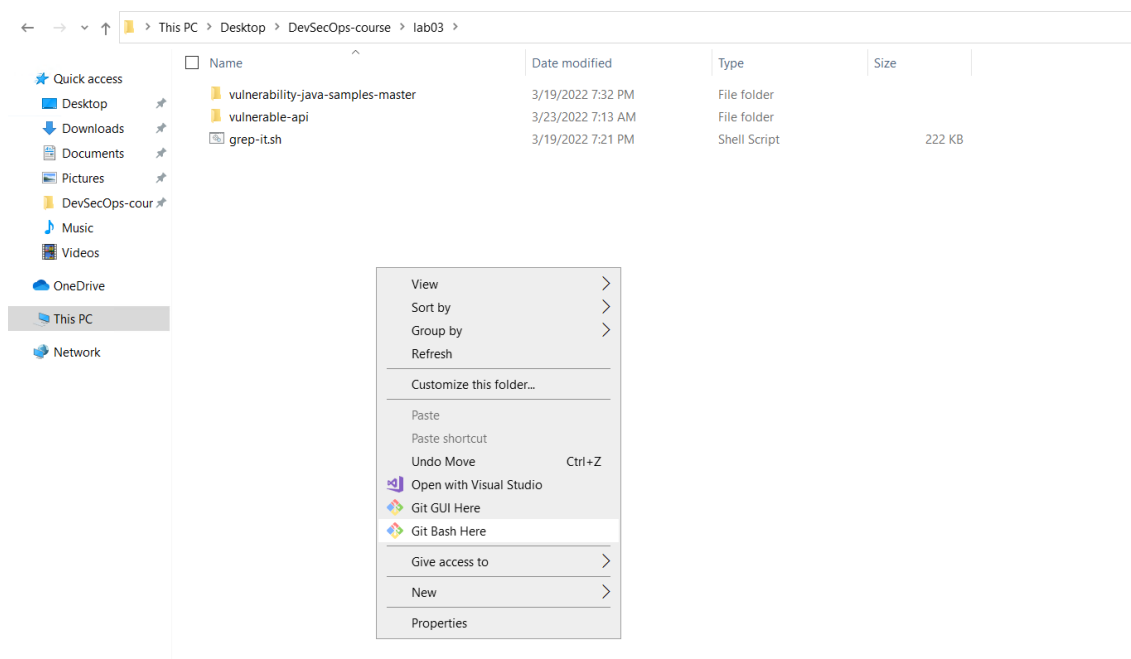 This PC > Desktop > DevSecOps-course > lab03 >
Name Date modified Type Size
Quick access
Desktop
Downloads
Documents
Pictures
DevSecOps-cour
Music
Videos
OneDrive
This PC
Network
vulnerability-java-samples-master 3/19/2022 7:32 PM File folder
vulnerable-api 3/23/2022 7:13 AM File folder
grep-it.sh 3/19/2022 7:21 PM Shell Script 222 KB
View
Sort by
Group by
Refresh
Customize this folder...
Paste
Paste shortcut
Undo Move Ctrl+Z
Open with Visual Studio
Git GUI Here
Git Bash Here
Give access to
New
Properties